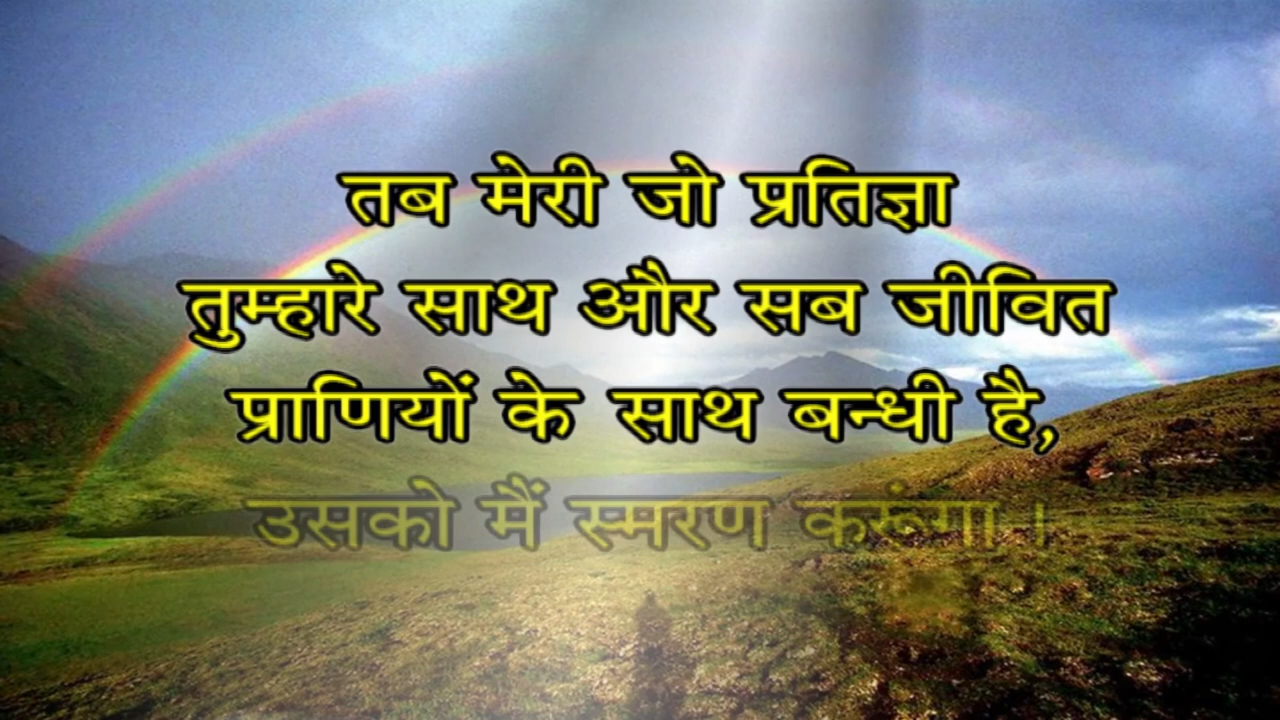 तब मेरी जो प्रतिज्ञा
तुम्हारे साथ और सब जीवित
प्राणियों के साथ बन्धी है,
उसको मैं स्मरण करूंगा ।